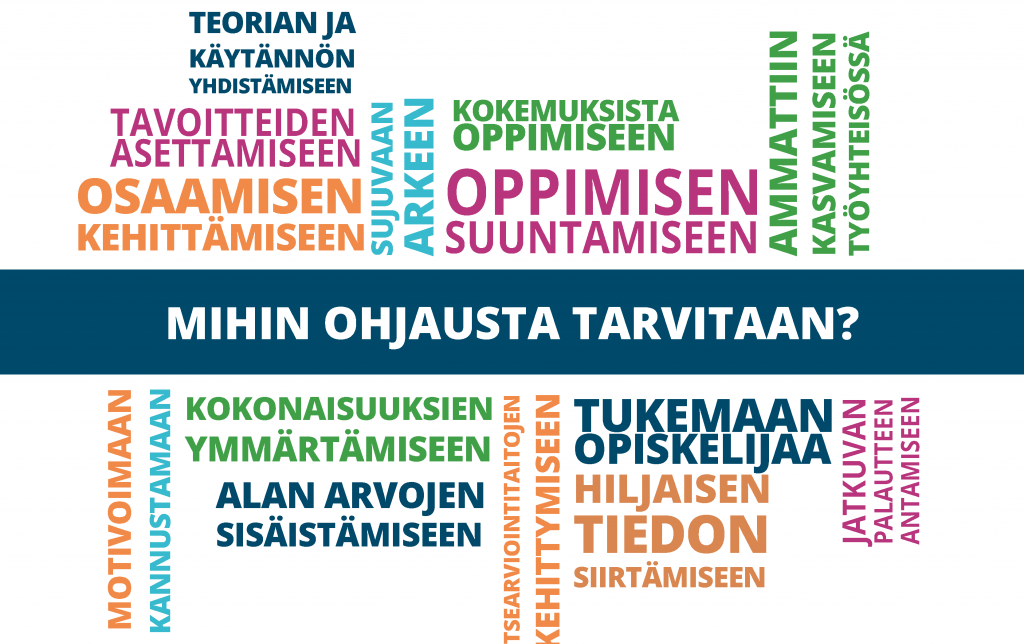 TEORIAN JA
KÄYTÄNNÖN
YHDISTÄMISEEN
TAVOITTEIDEN
ASETTAMISEEN
OSAAMISEN
KEHITTÄMISEEN
SUJUVAAN
ARKEEN
KOKEMUKSISTA
OPPIMISEEN
OPPIMISEN
SUUNTAMISEEN
AMMATTIIN
KASVAMISEEN
TYÖYHTEISÖSSÄ
MIHIN OHJAUSTA TARVITAAN?
MOTIVOIMAAN
KANNUSTAMAAN
KOKONAISUUKSIEN
YMMÄRTÄMISEEN
ALAN ARVOJEN
SISÄISTÄMISEEN
TSEARVIOINTITAITOJEN
KEHITTYMISEEN
TUKEMAAN
OPISKELIJAA
HILJAISEN
TIEDON
SIIRTÄMISEEN
JATKUVAN
PALAUTTEEN
ANTAMISEEN